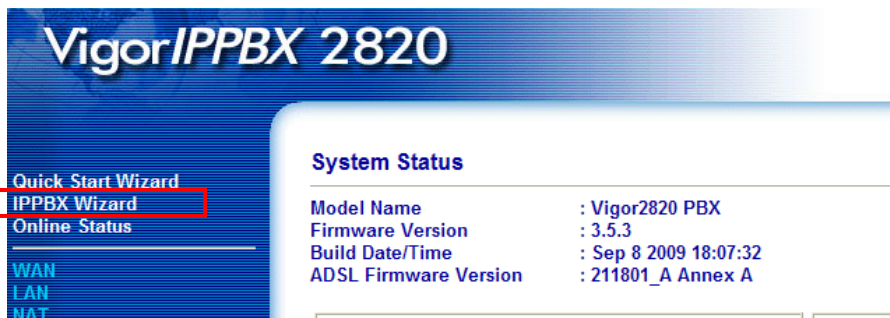 VigorIPPBX 2820
System Status
Quick Start Wizard
IPPBX Wizard
Online Status
Model Name : Vigor2820 PBX
Firmware Version : 3.5.3
Build Date/Time : Sep 8 2009 18:07:32
ADSL Firmware Version : 211801_A Annex A
WAN
LAN
NAT